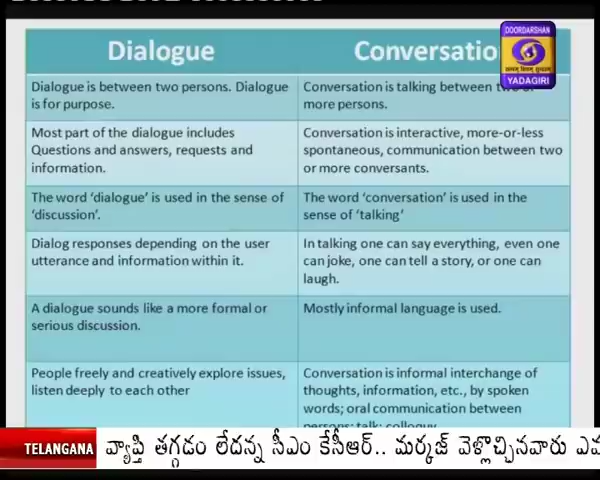 DOORDARSHAN
YADAGIRI
Dialogue
Conversatio
Dialogue is between two persons. Dialogue
is for purpose.
Conversation is talking between two or
more persons.
Most part of the dialogue includes
Questions and answers, requests and
information.
Conversation is interactive, more-or-less
spontaneous, communication between two
or more conversants.
The word ‘dialogue’ is used in the sense of
‘discussion’.
The word ‘conversation’ is used in the
sense of ‘talking’
Dialog responses depending on the user
utterance and information within it.
In talking one can say everything, even one
can joke, one can tell a story, or one can
laugh.
A dialogue sounds like a more formal or
serious discussion.
Mostly informal language is used.
People freely and creatively explore issues,
listen deeply to each other
Conversation is informal interchange of
thoughts, information, etc., by spoken
words; oral communication between
persons; talk; colloquy
TELANGANA
వ్యాప్తి తగ్గడం లేదన్న సీఎం కేసీఆర్.. మర్కజ్ వెళ్లొచ్చినవారు ఎవ